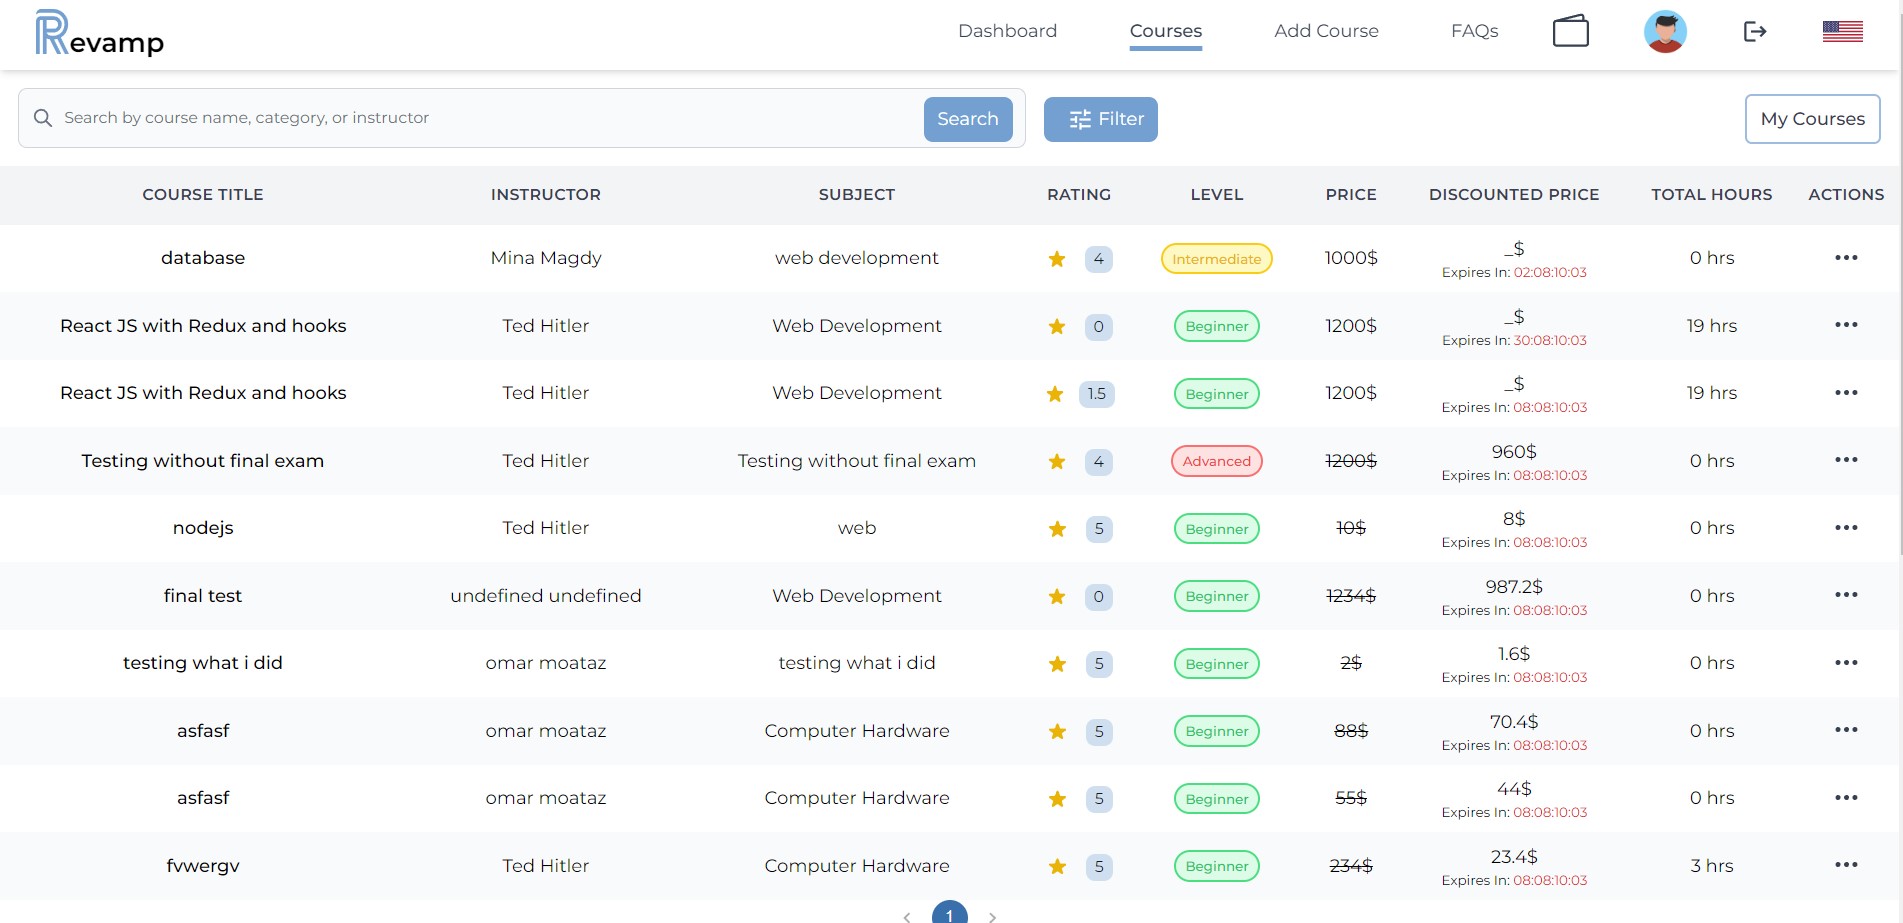 Revamp
Dashboard Courses Add Course FAQs
Search by course name, category, or instructor Search Filter My Courses
COURSE TITLE INSTRUCTOR SUBJECT RATING LEVEL PRICE DISCOUNTED PRICE TOTAL HOURS ACTIONS
database Mina Magdy web development 4 Intermediate 1000$ _$ 0 hrs
Expires In: 02:08:10:03
React JS with Redux and hooks Ted Hitler Web Development 0 Beginner 1200$ _$ 19 hrs
Expires In: 30:08:10:03
React JS with Redux and hooks Ted Hitler Web Development 1.5 Beginner 1200$ _$ 19 hrs
Expires In: 08:08:10:03
Testing without final exam Ted Hitler Testing without final exam 4 Advanced 1200$ 960$ 0 hrs
Expires In: 08:08:10:03
nodejs Ted Hitler web 5 Beginner 10$ 8$ 0 hrs
Expires In: 08:08:10:03
final test undefined undefined Web Development 0 Beginner 1234$ 987.2$ 0 hrs
Expires In: 08:08:10:03
testing what i did omar moataz testing what i did 5 Beginner 2$ 1.6$ 0 hrs
Expires In: 08:08:10:03
asfasf omar moataz Computer Hardware 5 Beginner 88$ 70.4$ 0 hrs
Expires In: 08:08:10:03
asfasf omar moataz Computer Hardware 5 Beginner 55$ 44$ 0 hrs
Expires In: 08:08:10:03
fvwergv Ted Hitler Computer Hardware 5 Beginner 234$ 23.4$ 3 hrs
Expires In: 08:08:10:03
1